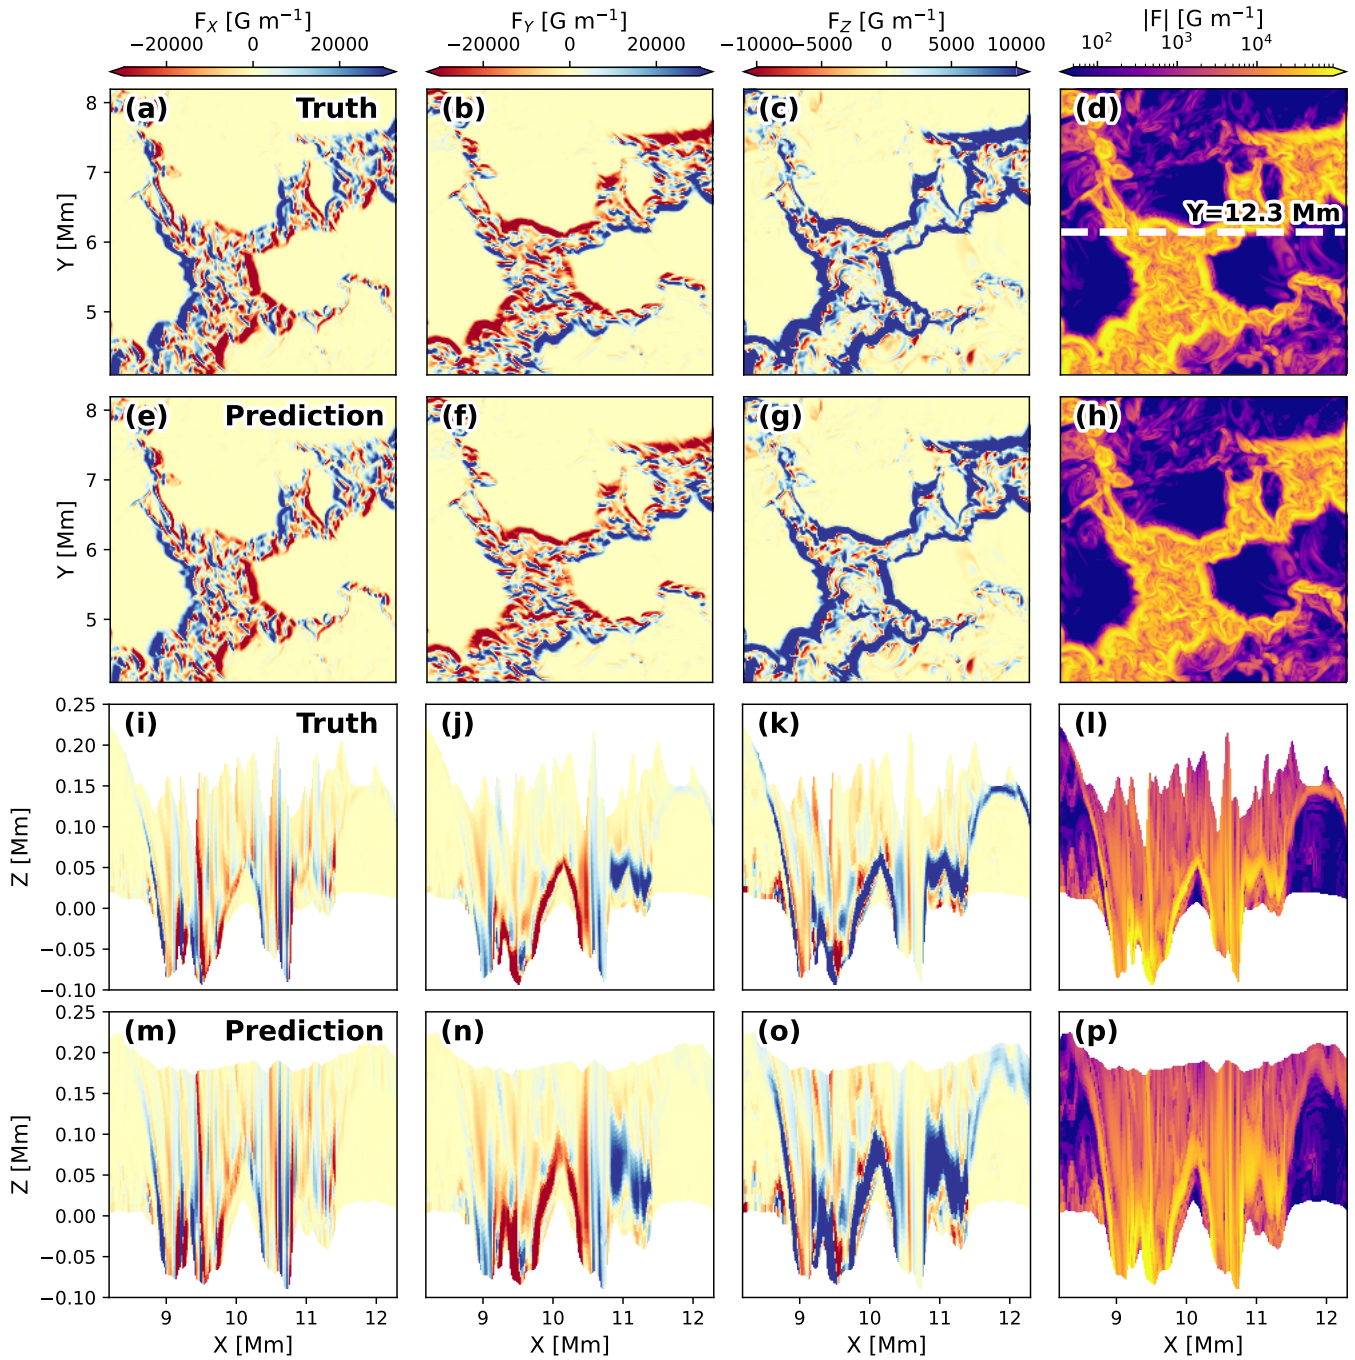 F_X [G m⁻¹] F_Y [G m⁻¹] F_Z [G m⁻¹] |F| [G m⁻¹]
−20000 0 20000 −20000 0 20000 −10000 −5000 0 5000 10000 10² 10³ 10⁴
(a) Truth (b) (c) (d)
8
7
Y=12.3 Mm
6
5
Y [Mm]
(e) Prediction (f) (g) (h)
8
7
6
5
Y [Mm]
(i) Truth (j) (k) (l)
0.25
0.20
0.15
0.10
0.05
0.00
−0.05
−0.10
Z [Mm]
(m) Prediction (n) (o) (p)
0.25
0.20
0.15
0.10
0.05
0.00
−0.05
−0.10
Z [Mm]
9 10 11 12 9 10 11 12 9 10 11 12 9 10 11 12
X [Mm] X [Mm] X [Mm] X [Mm]